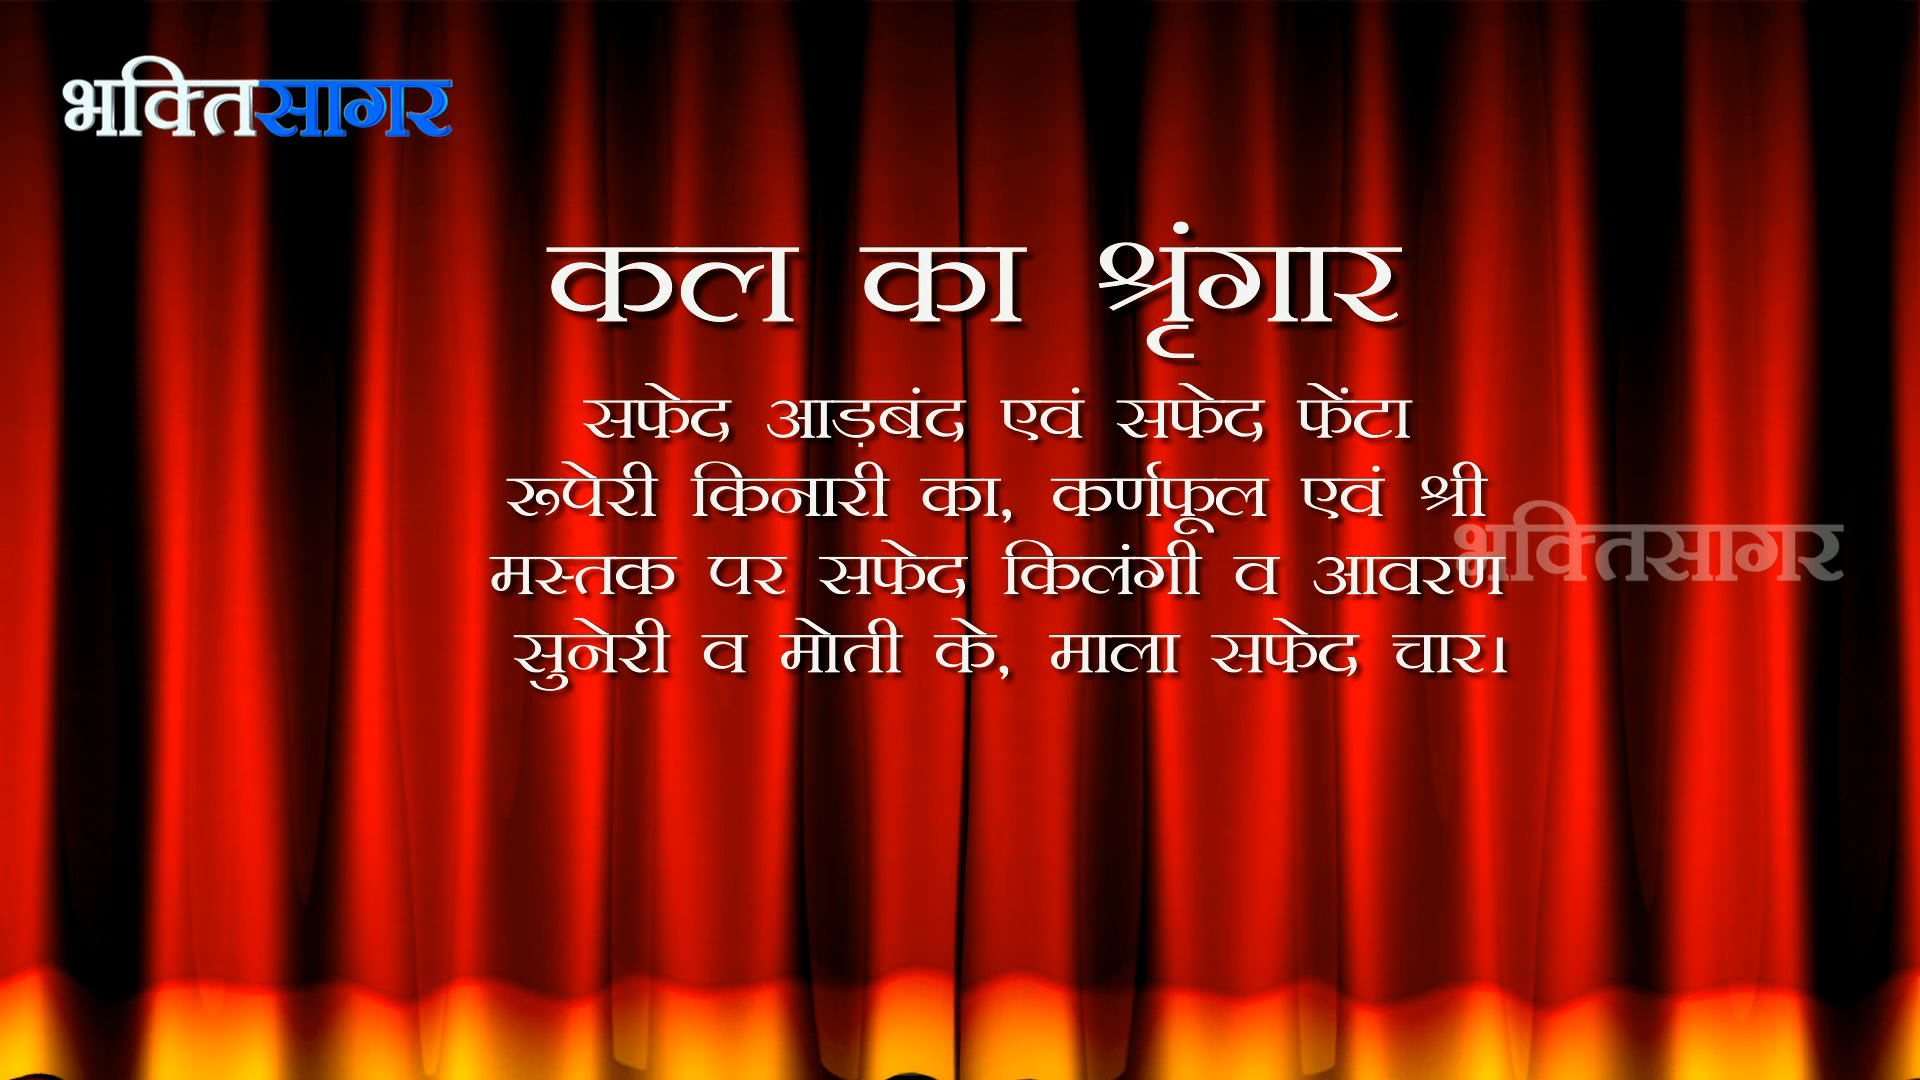 भक्तिसागर
कल का श्रृंगार
सफेद आड़बंद एवं सफेद फेंटा
रूपेरी किनारी का, कर्णफूल एवं श्री
मस्तक पर सफेद किलंगी व आवरण
सुनेरी व मोती के, माला सफेद चार।
भक्तिसागर